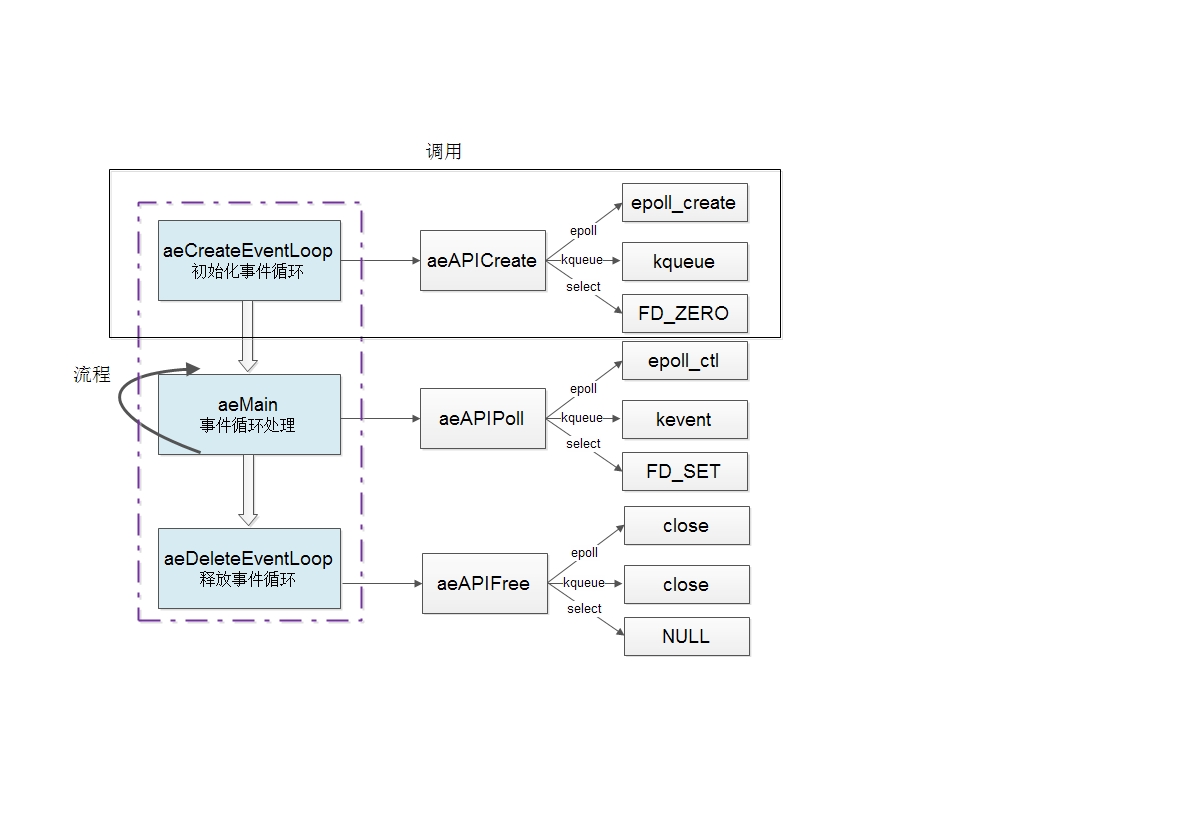 调用
aeCreateEventLoop
初始化事件循环
aeAPICreate
epoll
kqueue
select
epoll_create
kqueue
FD_ZERO
流程
aeMain
事件循环处理
aeAPIPoll
epoll
kqueue
select
epoll_ctl
kevent
FD_SET
aeDeleteEventLoop
释放事件循环
aeAPIFree
epoll
kqueue
select
close
close
NULL